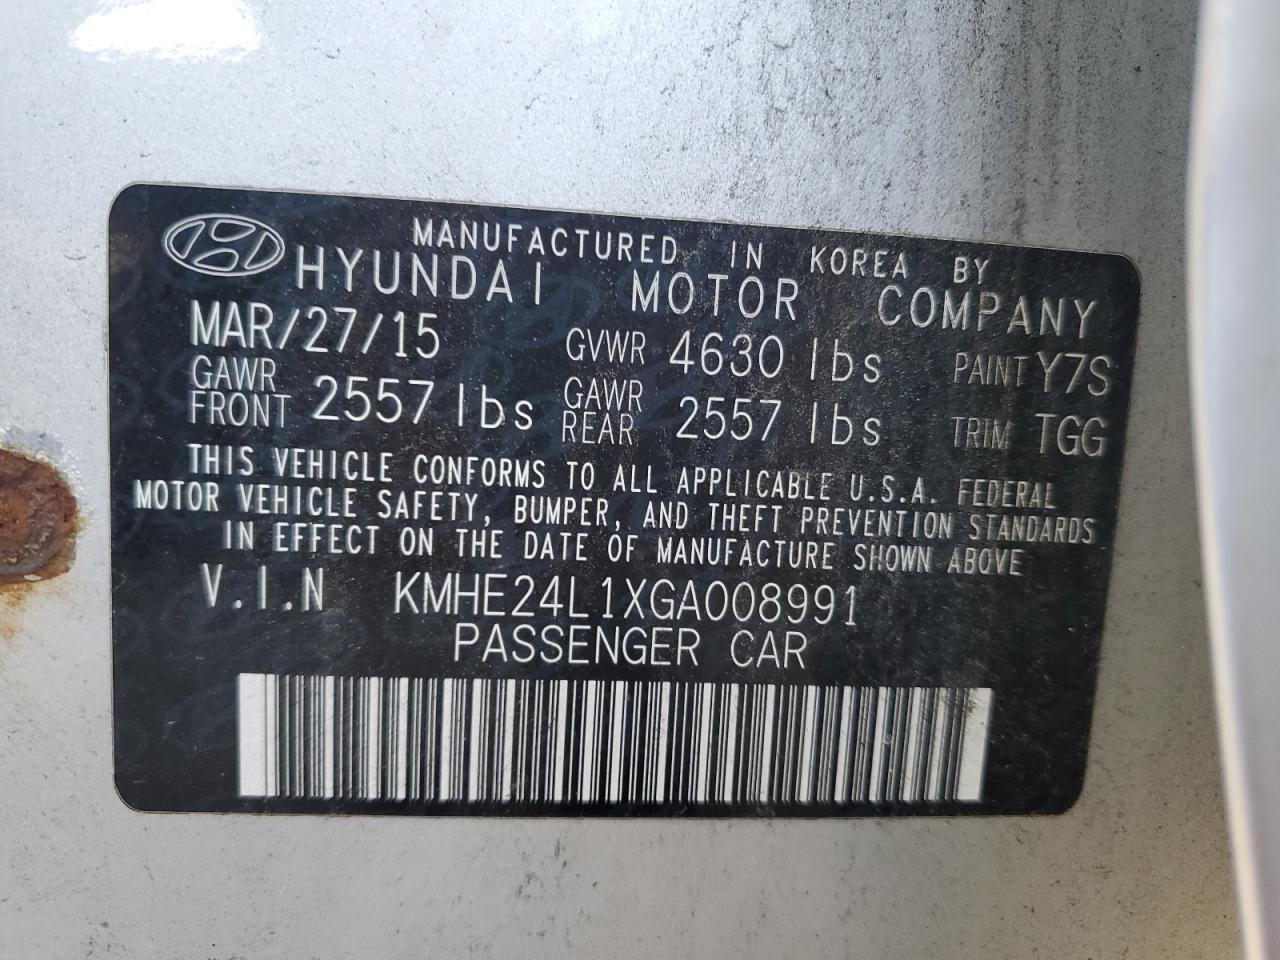 MANUFACTURED IN KOREA BY
HYUNDAI MOTOR COMPANY
MAR/27/15 GVWR 4630 lbs PAINT Y7S
GAWR FRONT 2557 lbs GAWR REAR 2557 lbs TRIM TGG
THIS VEHICLE CONFORMS TO ALL APPLICABLE U.S.A. FEDERAL
MOTOR VEHICLE SAFETY, BUMPER, AND THEFT PREVENTION STANDARDS
IN EFFECT ON THE DATE OF MANUFACTURE SHOWN ABOVE
V.I.N KMHE24L1XGA008991
PASSENGER CAR